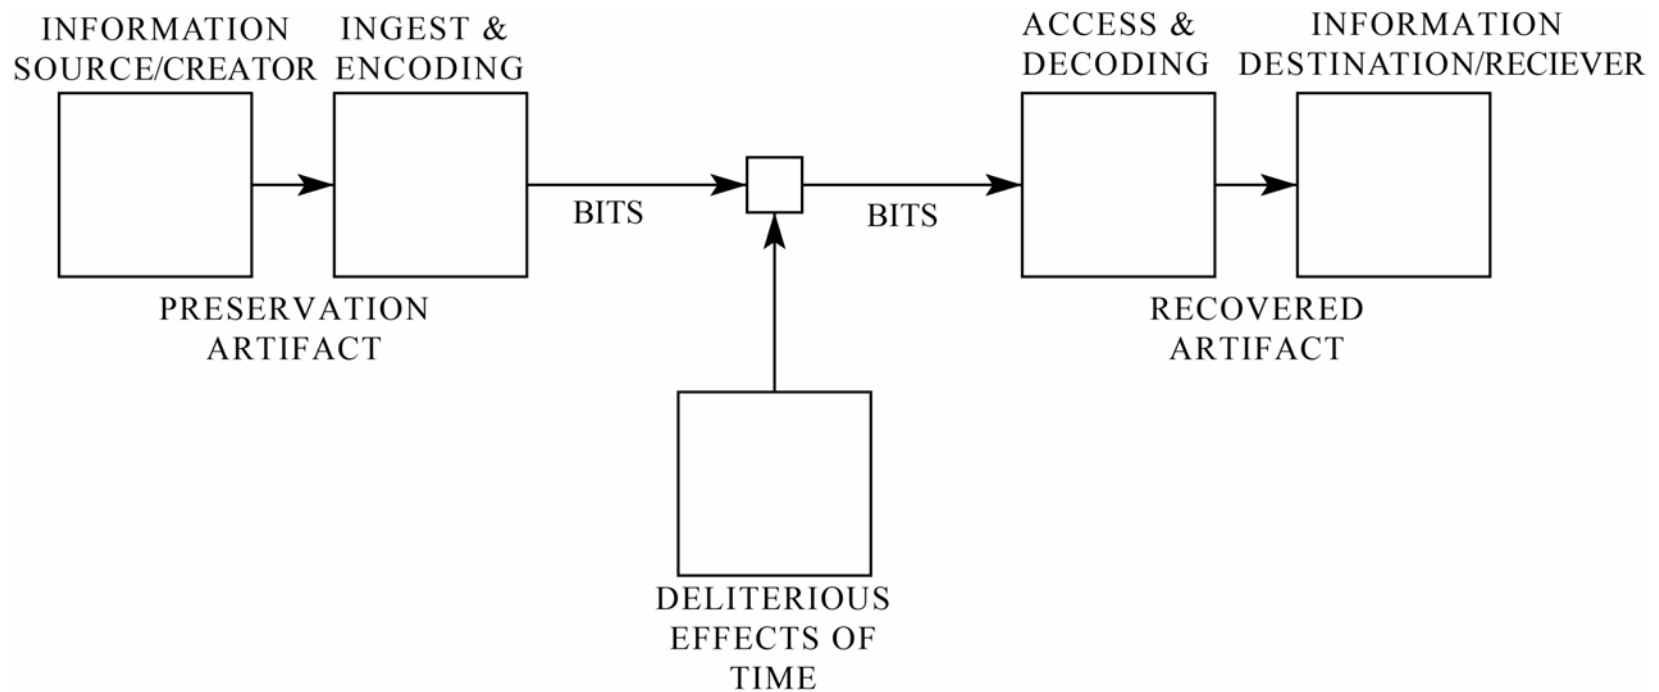 INFORMATION
SOURCE/CREATOR
INGEST &
ENCODING
ACCESS &
DECODING
INFORMATION
DESTINATION/RECIEVER
BITS
BITS
PRESERVATION
ARTIFACT
RECOVERED
ARTIFACT
DELITERIOUS
EFFECTS OF
TIME